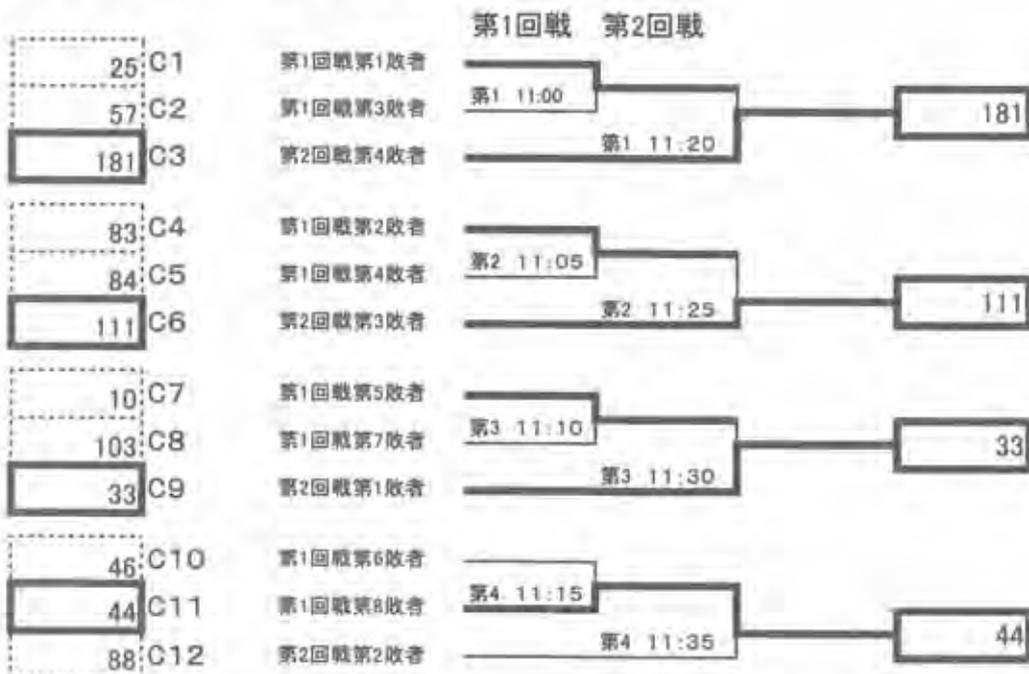 第1回戦 第2回戦
25 C1 第1回戦第1敗者
第1 11:00
57 C2 第1回戦第3敗者
181
第1 11:20
181 C3 第2回戦第4敗者
83 C4 第1回戦第2敗者
第2 11:05
84 C5 第1回戦第4敗者
111
第2 11:25
111 C6 第2回戦第3敗者
10 C7 第1回戦第5敗者
第3 11:10
103 C8 第1回戦第7敗者
33
第3 11:30
33 C9 第2回戦第1敗者
46 C10 第1回戦第6敗者
第4 11:15
44 C11 第1回戦第8敗者
44
第4 11:35
88 C12 第2回戦第2敗者